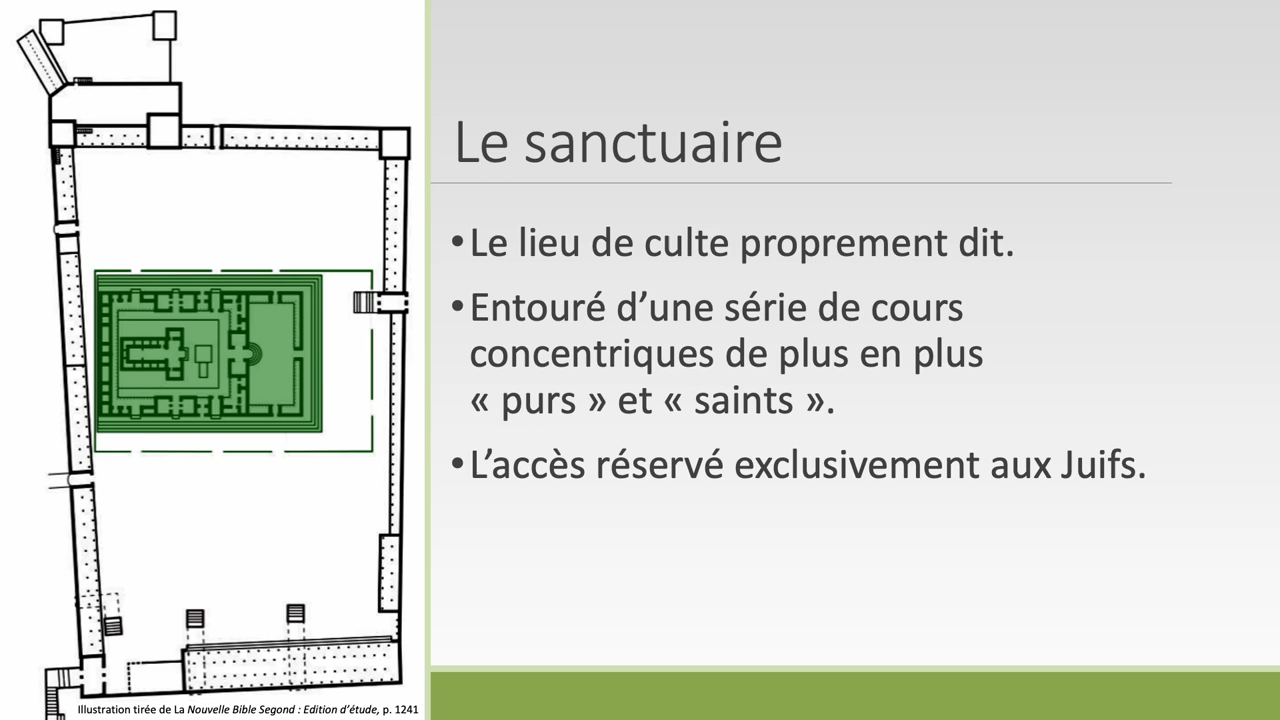 Le sanctuaire
•Le lieu de culte proprement dit.
•Entouré d’une série de cours
concentriques de plus en plus
« purs » et « saints ».
•L’accès réservé exclusivement aux Juifs.
Illustration tirée de La Nouvelle Bible Segond : Edition d’étude, p. 1241